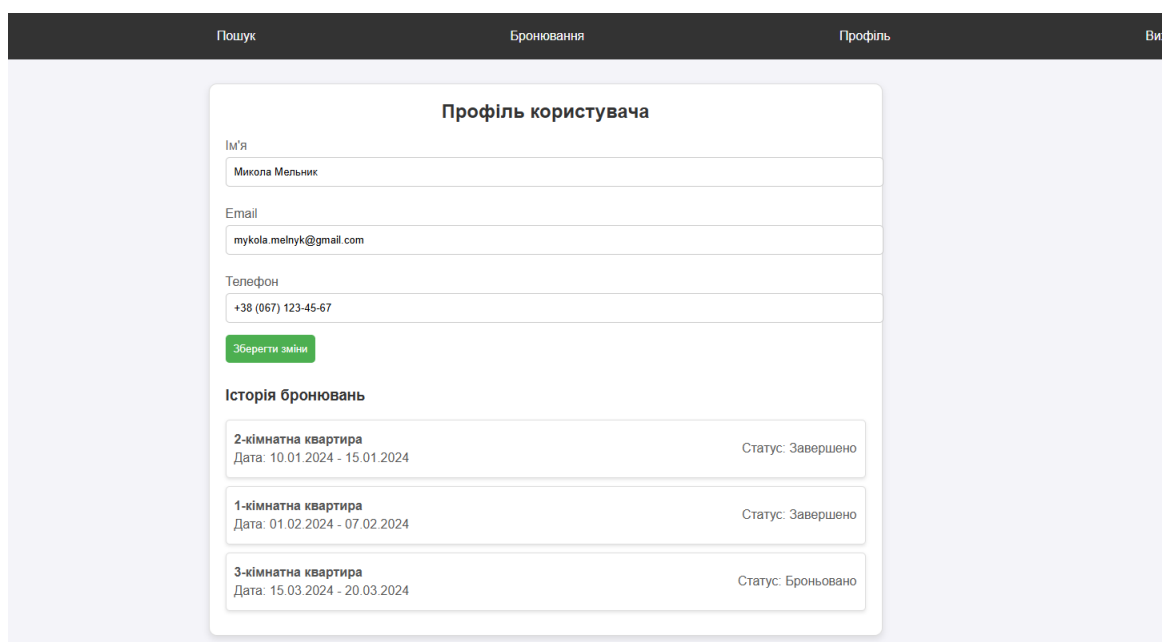 Пошук Бронювання Профіль
Профіль користувача
Ім'я
Микола Мельник
Email
mykola.melnyk@gmail.com
Телефон
+38 (067) 123-45-67
Зберегти зміни
Історія бронювань
2-кімнатна квартира
Дата: 10.01.2024 - 15.01.2024
Статус: Завершено
1-кімнатна квартира
Дата: 01.02.2024 - 07.02.2024
Статус: Завершено
3-кімнатна квартира
Дата: 15.03.2024 - 20.03.2024
Статус: Броньовано